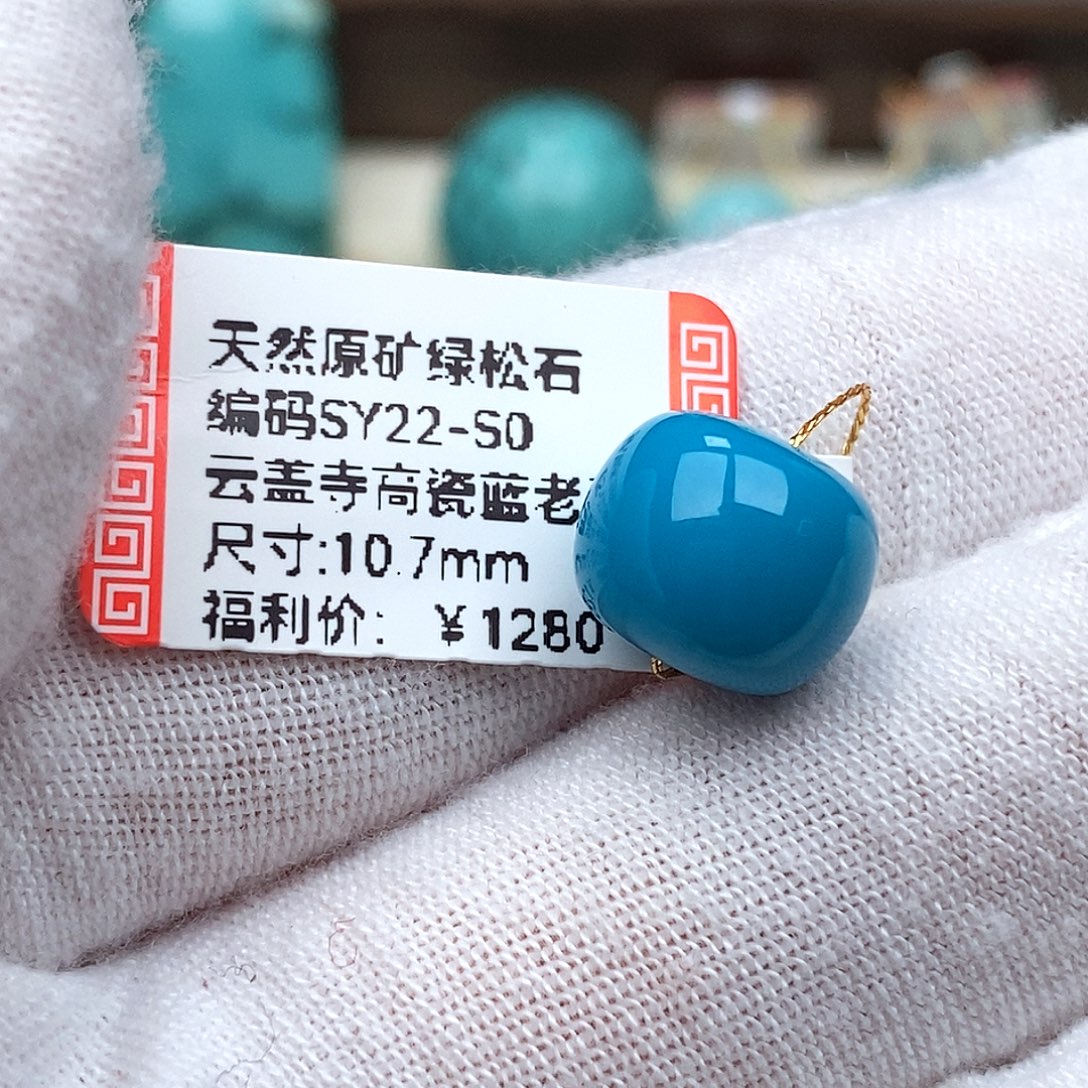 天然原矿绿松石
编码SY22-S0
云盖寺高瓷蓝老
尺寸:10.7mm
福利价: ¥1280